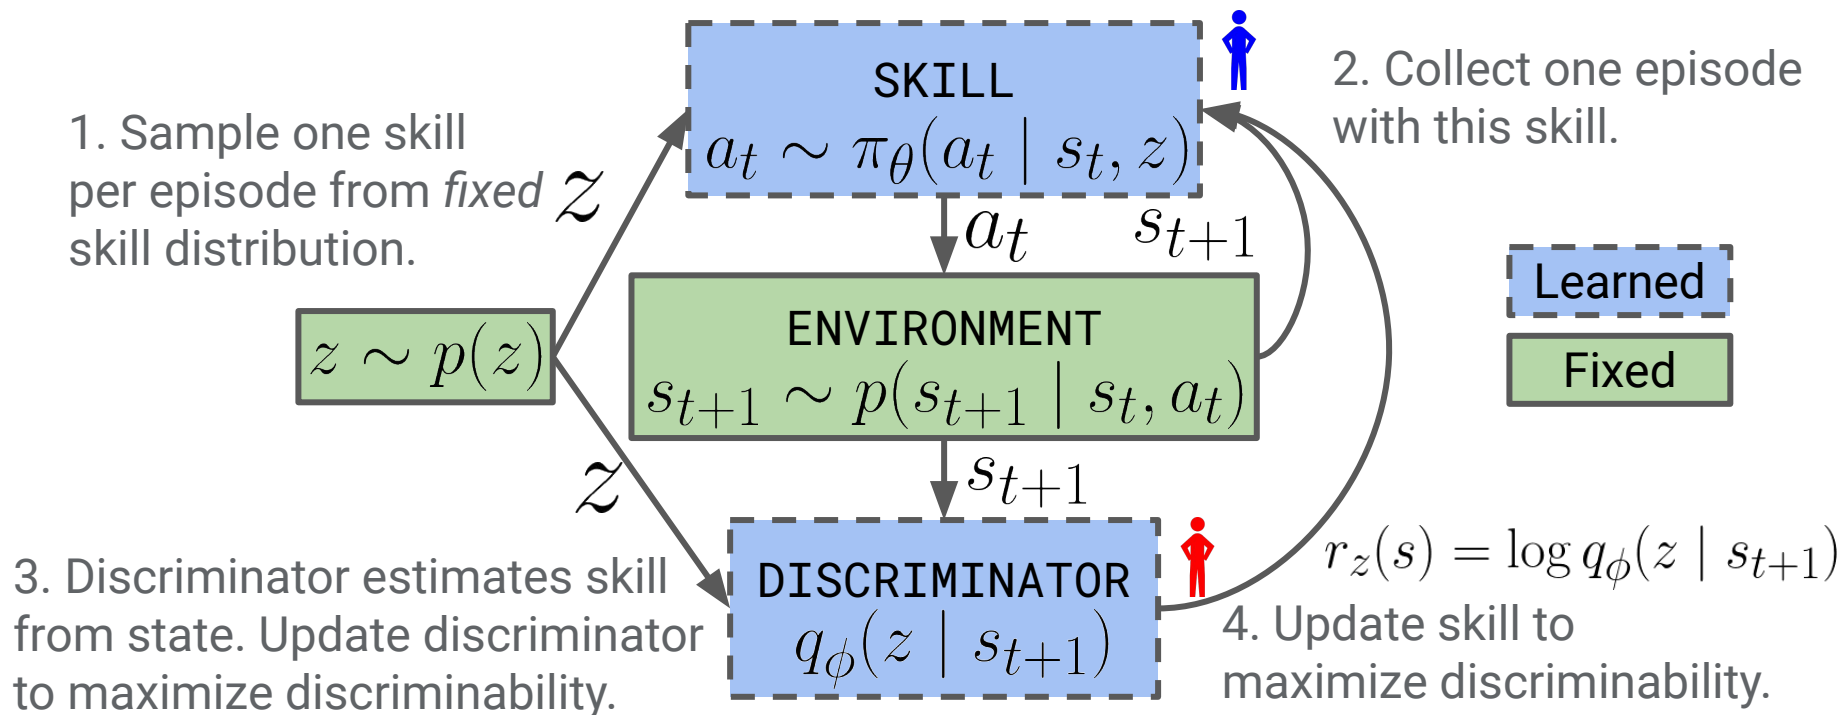 1. Sample one skill
per episode from fixed
skill distribution.
z
SKILL
a_t ∼ π_θ(a_t | s_t, z)
2. Collect one episode
with this skill.
a_t
s_{t+1}
z ∼ p(z)
ENVIRONMENT
s_{t+1} ∼ p(s_{t+1} | s_t, a_t)
Learned
Fixed
z
s_{t+1}
3. Discriminator estimates skill
from state. Update discriminator
to maximize discriminability.
DISCRIMINATOR
q_ϕ(z | s_{t+1})
r_z(s) = log q_ϕ(z | s_{t+1})
4. Update skill to
maximize discriminability.